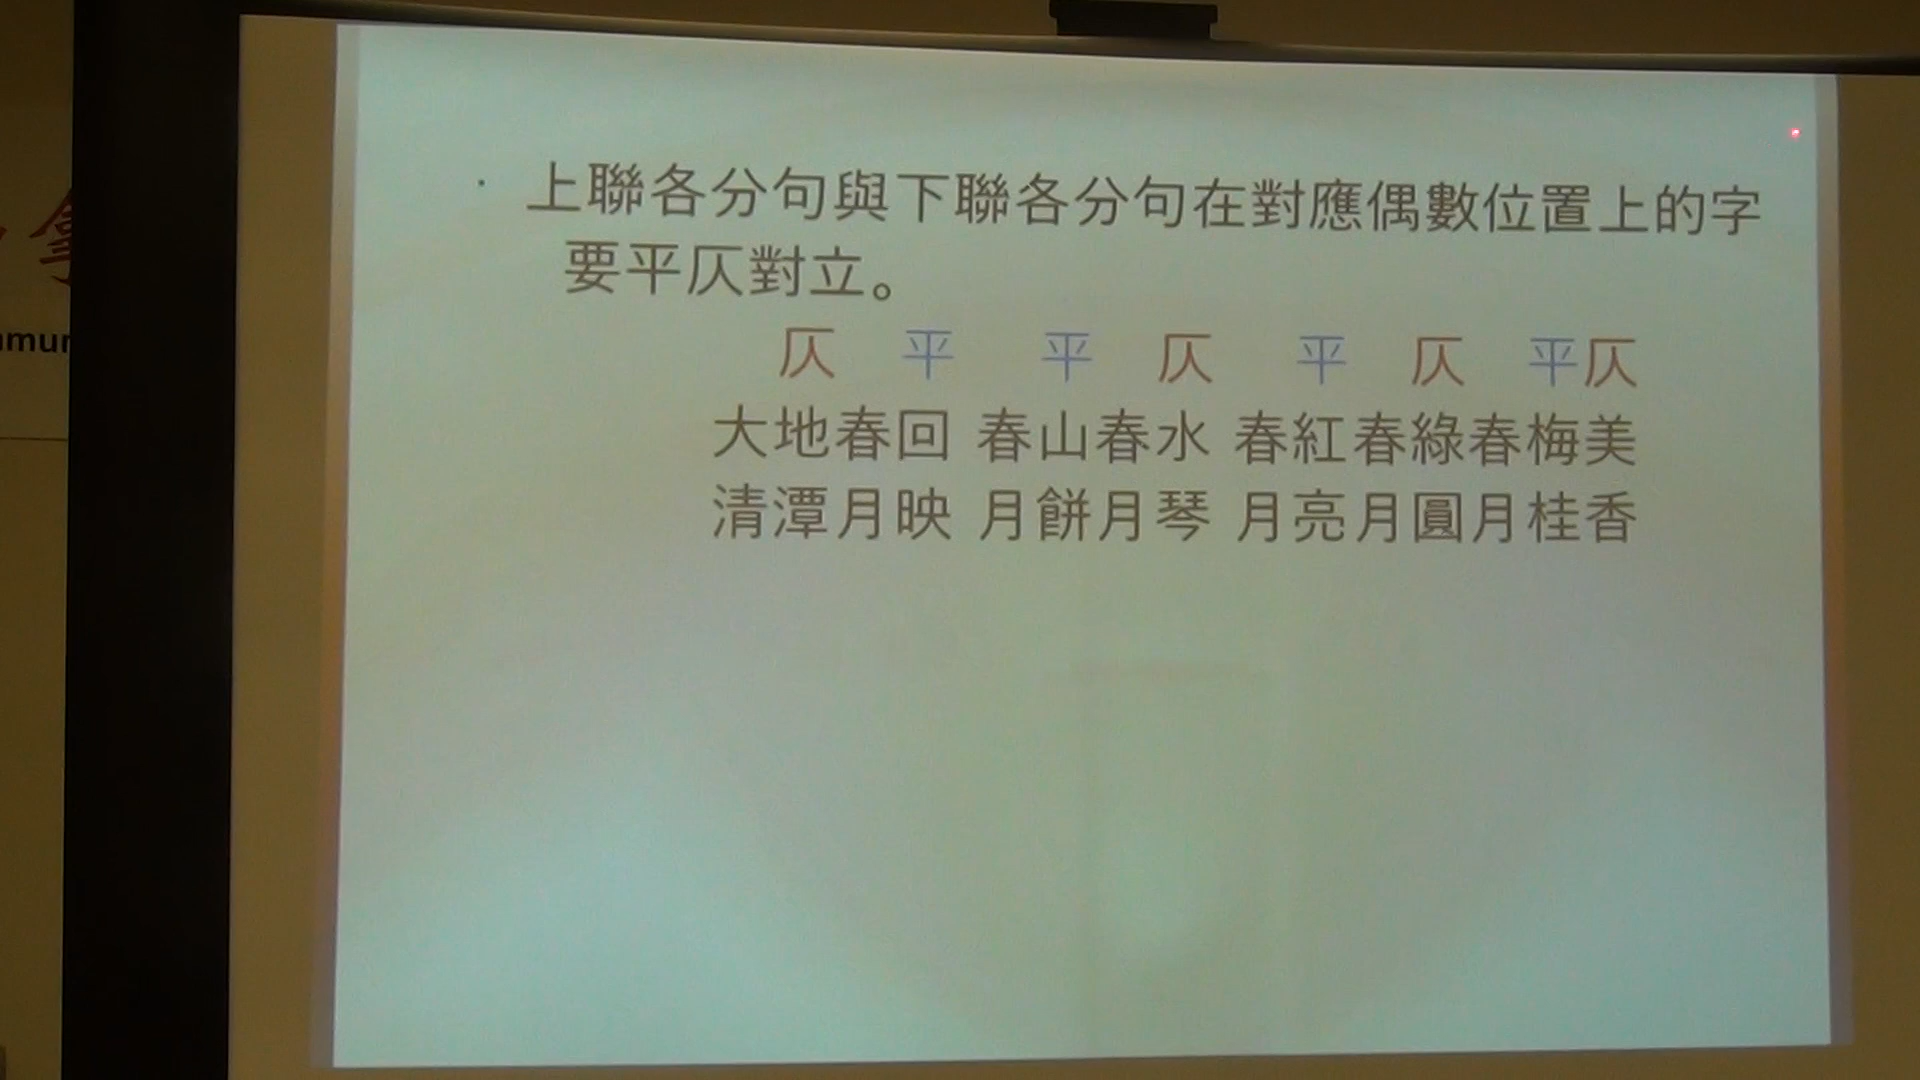 · 上聯各分句與下聯各分句在對應偶數位置上的字
要平仄對立。
仄 平 平 仄 平 仄 平仄
大地春回 春山春水 春紅春綠春梅美
清潭月映 月餅月琴 月亮月圓月桂香